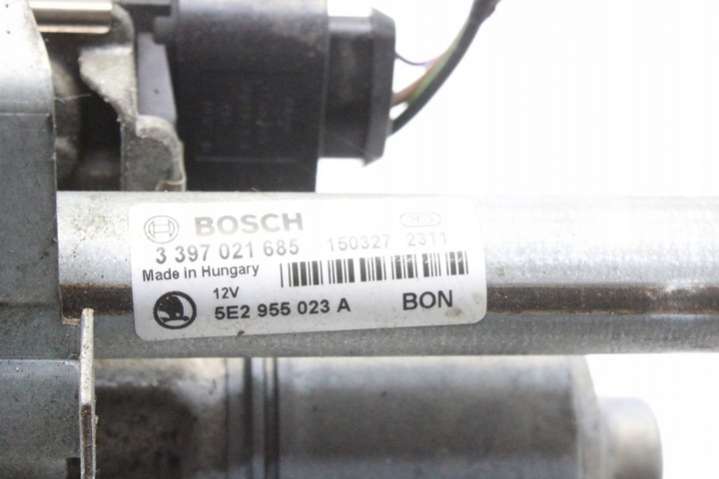 BOSCH
3 397 021 685 150327 2311
Made in Hungary
12V
5E2 955 023 A BON